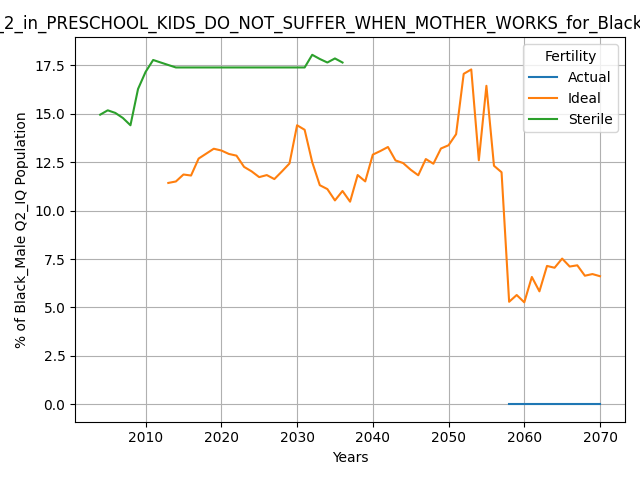 _2_in_PRESCHOOL_KIDS_DO_NOT_SUFFER_WHEN_MOTHER_WORKS_for_Black
Fertility
Actual
Ideal
Sterile
% of Black_Male Q2_IQ Population
17.5
15.0
12.5
10.0
7.5
5.0
2.5
0.0
2010 2020 2030 2040 2050 2060 2070
Years